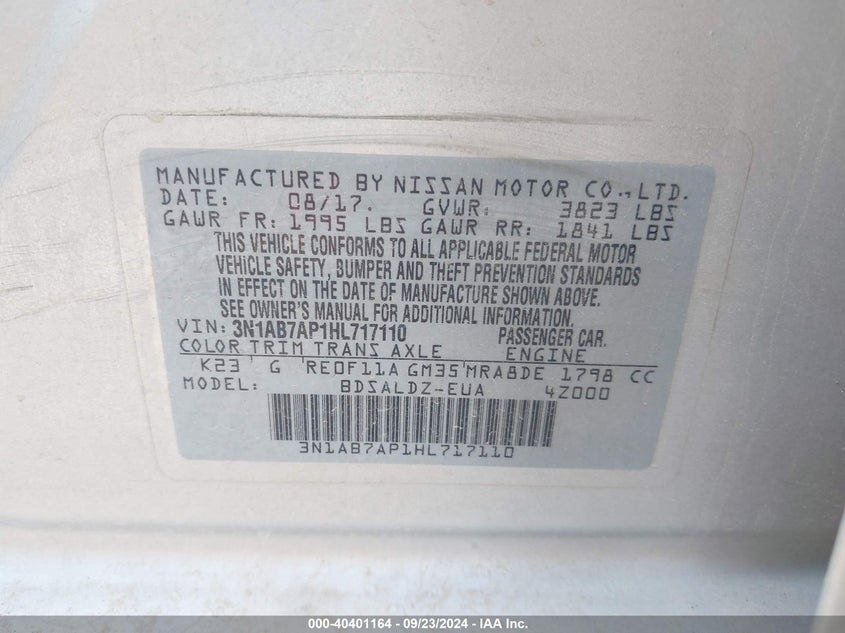 MANUFACTURED BY NISSAN MOTOR CO., LTD.
DATE: 08/17. GVWR: 3823 LBS
GAWR FR: 1995 LBS GAWR RR: 1841 LBS
THIS VEHICLE CONFORMS TO ALL APPLICABLE FEDERAL MOTOR
VEHICLE SAFETY, BUMPER AND THEFT PREVENTION STANDARDS
IN EFFECT ON THE DATE OF MANUFACTURE SHOWN ABOVE.
SEE OWNER'S MANUAL FOR ADDITIONAL INFORMATION.
VIN: 3N1AB7AP1HL717110 PASSENGER CAR.
COLOR TRIM TRANS AXLE ENGINE
K23 G RE0F11A GM35 MRA8DE 1798 CC
MODEL: BDSALDZ-EUA 4Z000
3N1AB7AP1HL717110
000-40401164 - 09/23/2024 - IAA Inc.